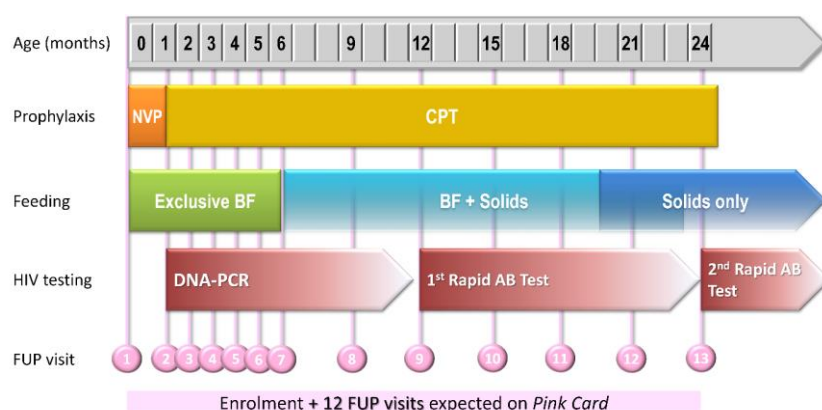 Age (months) 0 1 2 3 4 5 6 9 12 15 18 21 24
Prophylaxis NVP CPT
Feeding Exclusive BF BF + Solids Solids only
HIV testing DNA-PCR 1st Rapid AB Test 2nd Rapid AB
Test
FUP visit 1 2 3 4 5 6 7 8 9 10 11 12 13
Enrolment + 12 FUP visits expected on Pink Card